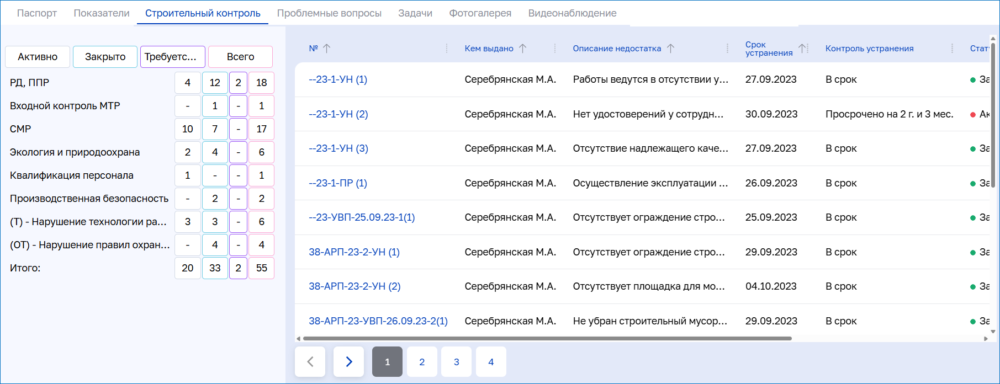 Паспорт Показатели Строительный контроль Проблемные вопросы Задачи Фотогалерея Видеонаблюдение
Активно Закрыто Требуетс... Всего
РД, ППР 4 12 2 18
Входной контроль МТР - 1 - 1
СМР 10 7 - 17
Экология и природоохрана 2 4 - 6
Квалификация персонала 1 - - 1
Производственная безопасность - 2 - 2
(Т) - Нарушение технологии ра... 3 3 - 6
(ОТ) - Нарушение правил охран... - 4 - 4
Итого: 20 33 2 55
№ Кем выдано Описание недостатка Срок устранения Контроль устранения Стат
--23-1-УН (1) Серебрянская М.А. Работы ведутся в отсутствии у... 27.09.2023 В срок За
--23-1-УН (2) Серебрянская М.А. Нет удостоверений у сотрудн... 30.09.2023 Просрочено на 2 г. и 3 мес. Ак
--23-1-УН (3) Серебрянская М.А. Отсутствие надлежащего каче... 27.09.2023 В срок За
--23-1-ПР (1) Серебрянская М.А. Осуществление эксплуатации ... 26.09.2023 В срок За
--23-УВП-25.09.23-1(1) Серебрянская М.А. Отсутствует ограждение стро... 25.09.2023 В срок За
38-АРП-23-2-УН (1) Серебрянская М.А. Отсутствует ограждение стро... 29.09.2023 В срок За
38-АРП-23-2-УН (2) Серебрянская М.А. Отсутствует площадка для мо... 04.10.2023 В срок За
38-АРП-23-УВП-26.09.23-2(1) Серебрянская М.А. Не убран строительный мусор... 29.09.2023 В срок За
1 2 3 4